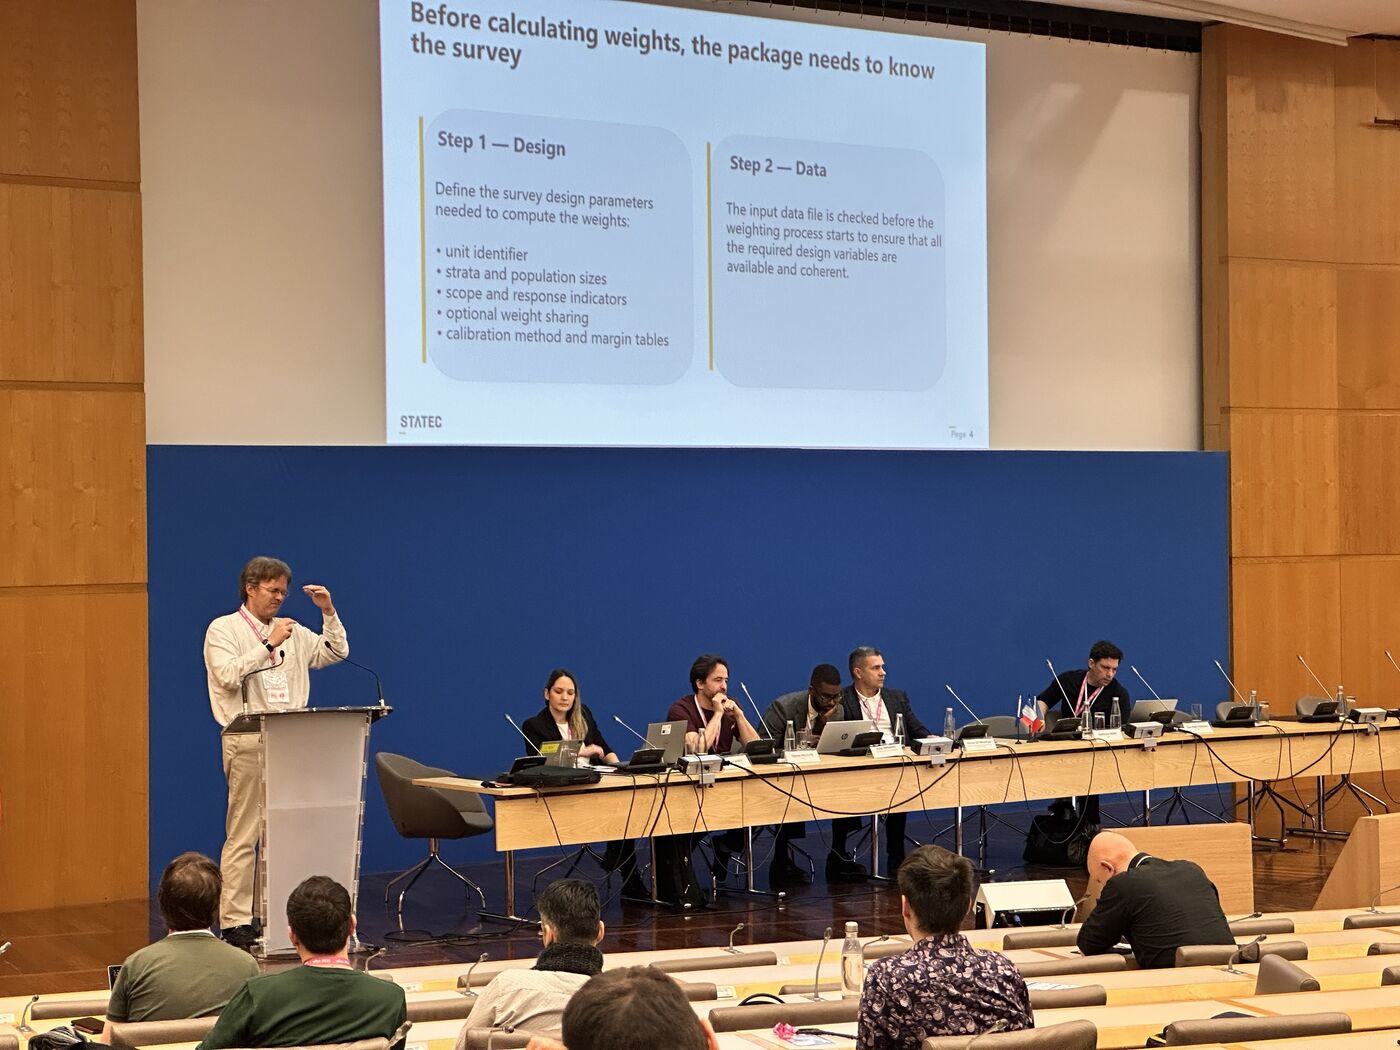 Before calculating weights, the package needs to know
the survey
Step 1 — Design
Define the survey design parameters
needed to compute the weights:
• unit identifier
• strata and population sizes
• scope and response indicators
• optional weight sharing
• calibration method and margin tables
Step 2 — Data
The input data file is checked before the
weighting process starts to ensure that all
the required design variables are
available and coherent.
STATEC
Page 4